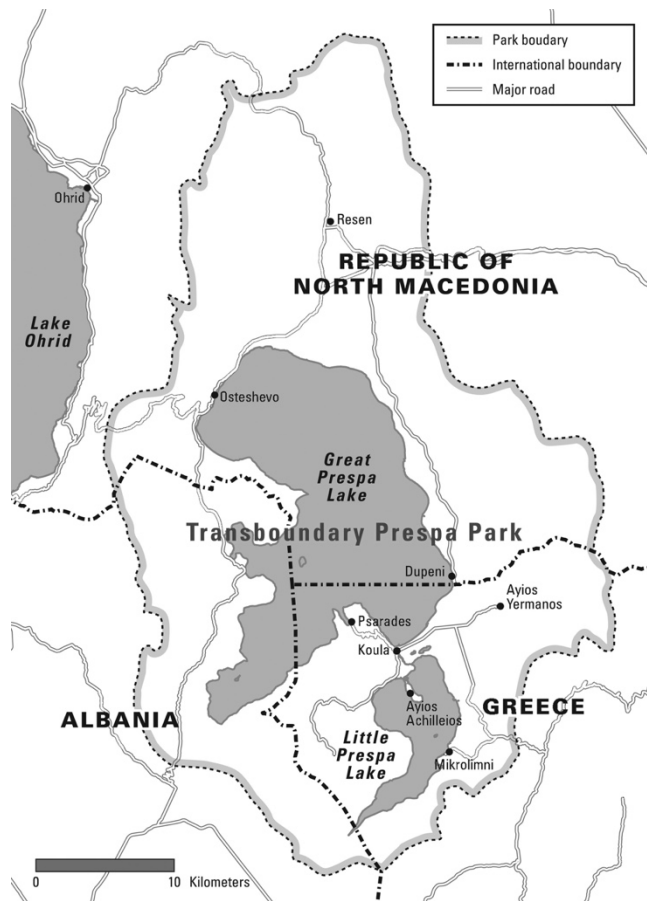 Park boudary
International boundary
Major road
Ohrid
Resen
REPUBLIC OF
NORTH MACEDONIA
Lake
Ohrid
Osteshevo
Great
Prespa
Lake
Transboundary Prespa Park
Dupeni
Ayios
Yermanos
Psarades
Koula
ALBANIA
Ayios
Achilleios
GREECE
Little
Prespa
Lake
Mikrolimni
0 10 Kilometers